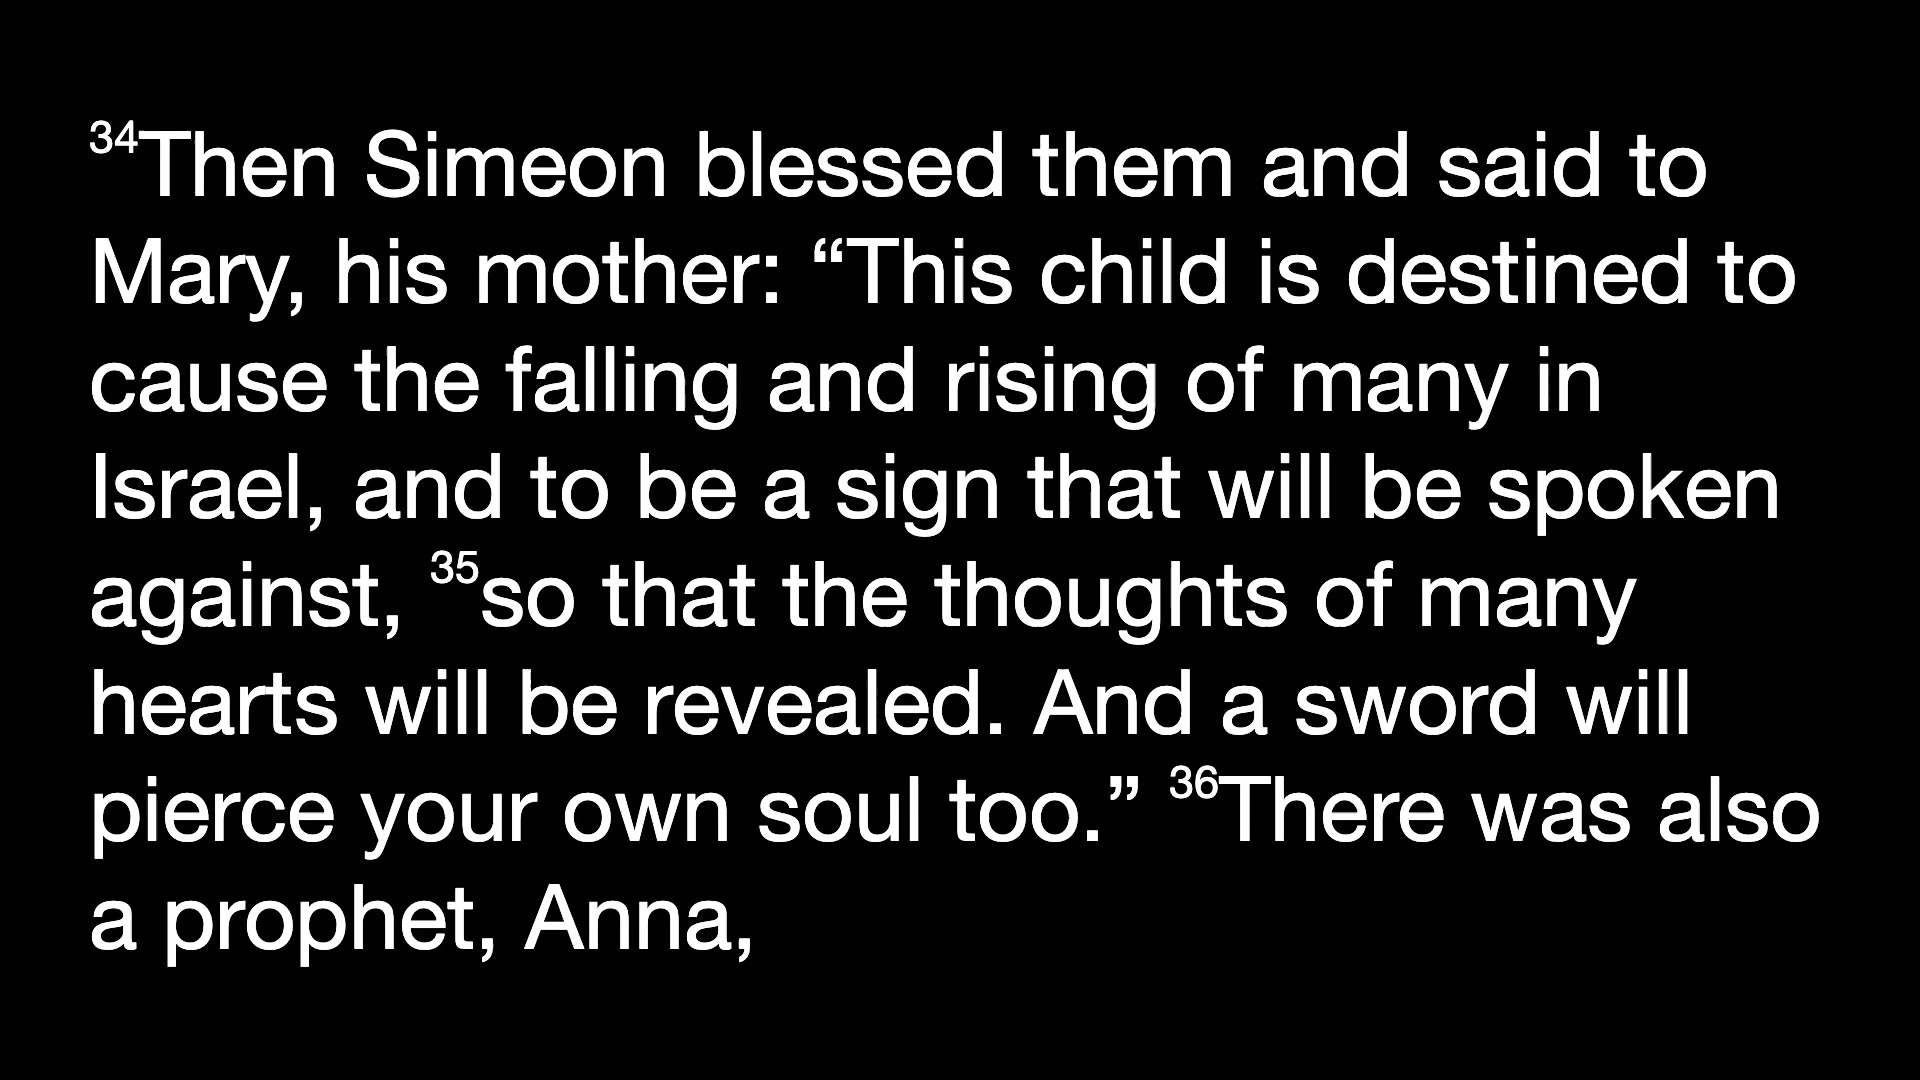 ³⁴Then Simeon blessed them and said to
Mary, his mother: “This child is destined to
cause the falling and rising of many in
Israel, and to be a sign that will be spoken
against, ³⁵so that the thoughts of many
hearts will be revealed. And a sword will
pierce your own soul too.” ³⁶There was also
a prophet, Anna,